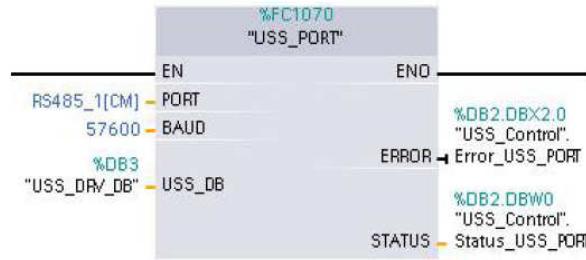 %FC1070
"USS_PORT"
EN
ENO
RS485_1[CM]
PORT
57600
BAUD
%DB3
"USS_DRV_DB"
USS_DB
%DB2.DBX2.0
"USS_Control".
ERROR
Error_USS_PORT
%DB2.DBW0
"USS_Control".
STATUS
Status_USS_POR